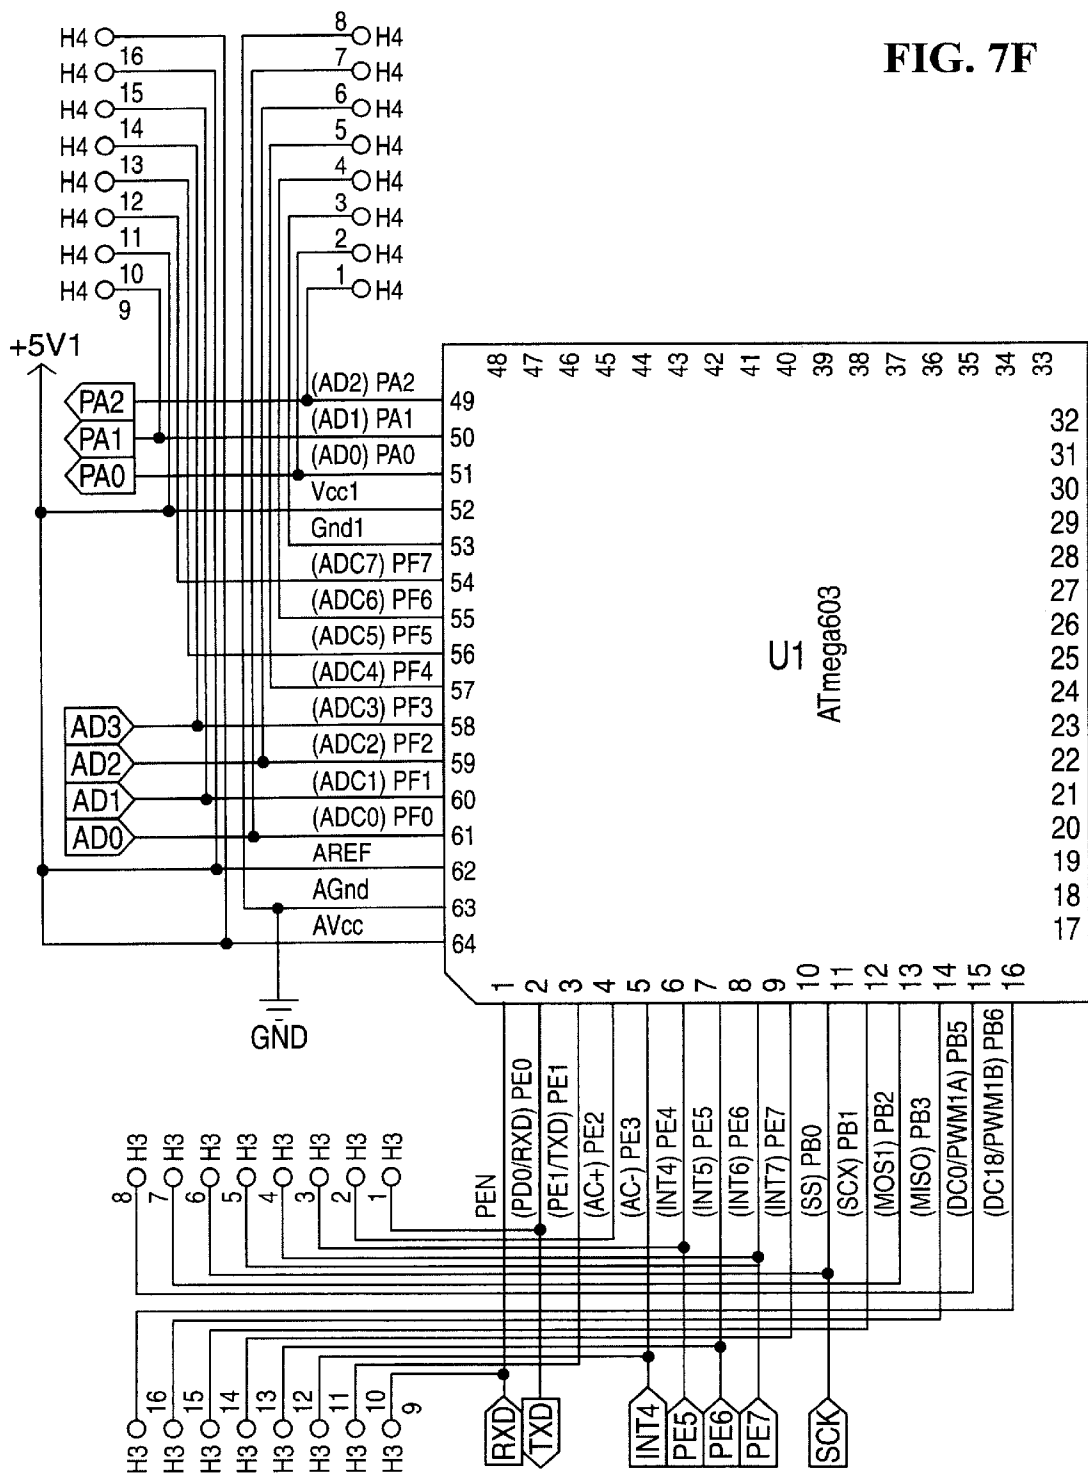 FIG. 7F
H4 8 H4
H4 16 7 H4
H4 15 6 H4
H4 14 5 H4
H4 13 4 H4
H4 12 3 H4
H4 11 2 H4
H4 10 1 H4
9
+5V1
48 47 46 45 44 43 42 41 40 39 38 37 36 35 34 33
PA2 (AD2) PA2 49
PA1 (AD1) PA1 50
PA0 (AD0) PA0 51
Vcc1 52
Gnd1 53
(ADC7) PF7 54
(ADC6) PF6 55
(ADC5) PF5 56
(ADC4) PF4 57
AD3 (ADC3) PF3 58
AD2 (ADC2) PF2 59
AD1 (ADC1) PF1 60
AD0 (ADC0) PF0 61
AREF 62
AGnd 63
AVcc 64
GND
U1
ATmega603
32
31
30
29
28
27
26
25
24
23
22
21
20
19
18
17
1 2 3 4 5 6 7 8 9 10 11 12 13 14 15 16
PEN
(PD0/RXD) PE0
(PE1/TXD) PE1
(AC+) PE2
(AC-) PE3
(INT4) PE4
(INT5) PE5
(INT6) PE6
(INT7) PE7
(SS) PB0
(SCX) PB1
(MOS1) PB2
(MISO) PB3
(DC0/PWM1A) PB5
(DC18/PWM1B) PB6
H3 H3 H3 H3 H3 H3 H3 H3
8 7 6 5 4 3 2 1
16 15 14 13 12 11 10 9
H3 H3 H3 H3 H3 H3 H3 H3
RXD TXD INT4 PE5 PE6 PE7 SCK